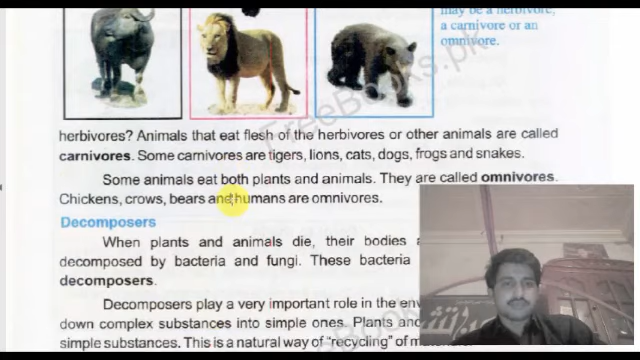 may be a herbivore,
a carnivore or an
omnivore.
herbivores? Animals that eat flesh of the herbivores or other animals are called
carnivores. Some carnivores are tigers, lions, cats, dogs, frogs and snakes.
Some animals eat both plants and animals. They are called omnivores.
Chickens, crows, bears and humans are omnivores.
Decomposers
When plants and animals die, their bodies
decomposed by bacteria and fungi. These bacteria
decomposers.
Decomposers play a very important role in the
down complex substances into simple ones. Plants
simple substances. This is a natural way of "recycling" of
FreeBooks.pk